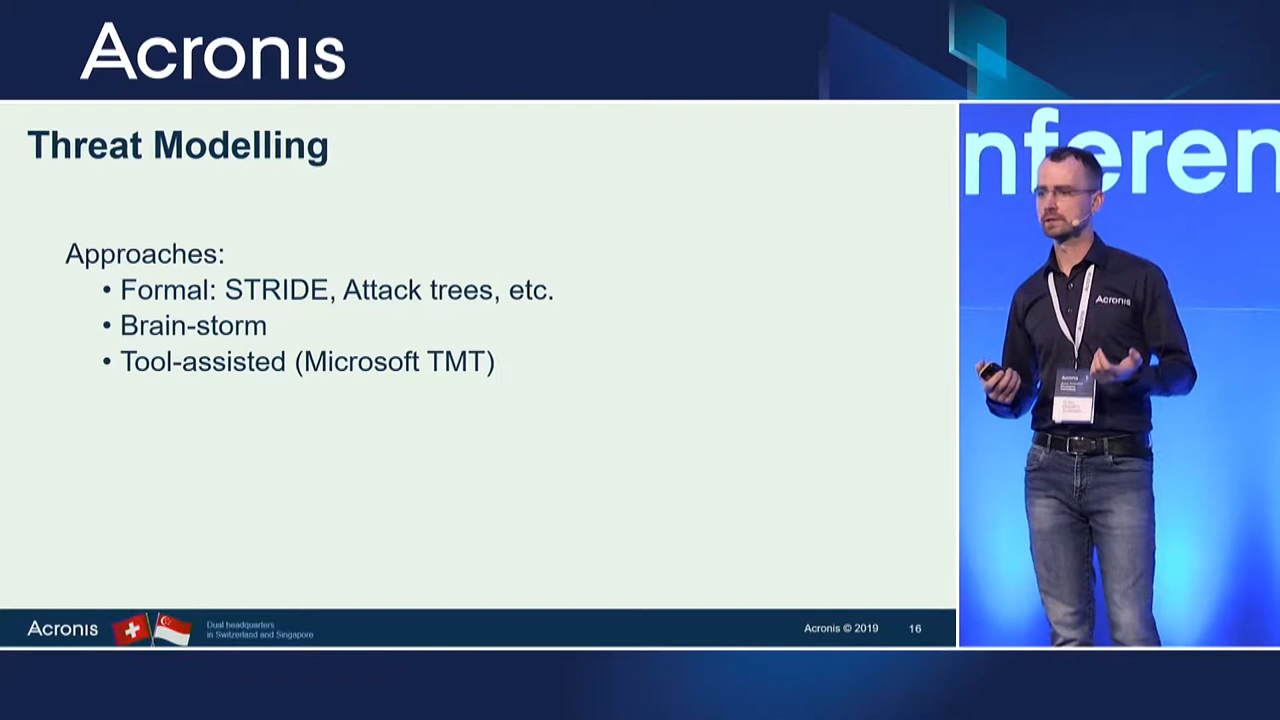 Acronis
Threat Modelling
Approaches:
• Formal: STRIDE, Attack trees, etc.
• Brain-storm
• Tool-assisted (Microsoft TMT)
Acronis
Dual headquarters
in Switzerland and Singapore
Acronis © 2019
16
nferen
Acronis
Acronis